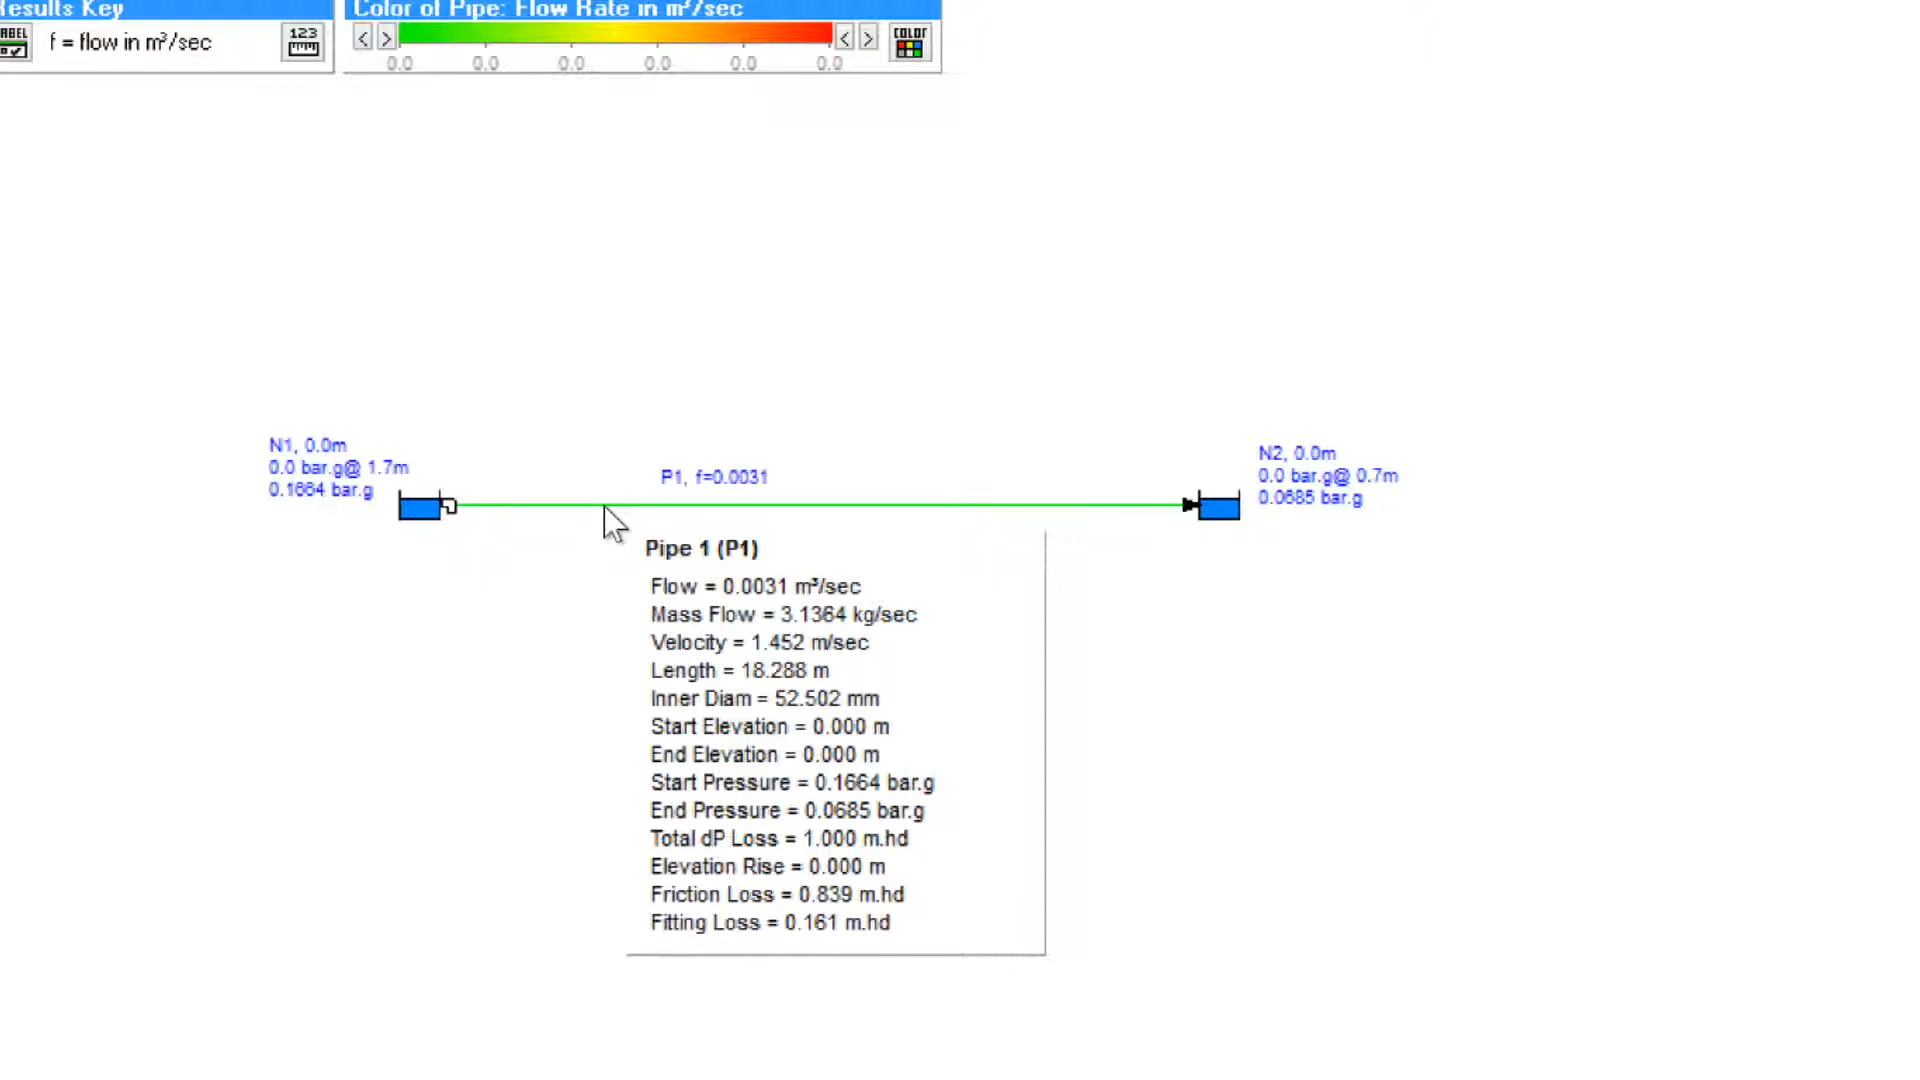 Results Key
ABEL
f = flow in m³/sec
123
Color of Pipe: Flow Rate in m³/sec
< >
< >
COLOR
0.0 0.0 0.0 0.0 0.0 0.0
N1, 0.0m
0.0 bar.g@ 1.7m
0.1664 bar.g
P1, f=0.0031
N2, 0.0m
0.0 bar.g@ 0.7m
0.0685 bar.g
Pipe 1 (P1)
Flow = 0.0031 m³/sec
Mass Flow = 3.1364 kg/sec
Velocity = 1.452 m/sec
Length = 18.288 m
Inner Diam = 52.502 mm
Start Elevation = 0.000 m
End Elevation = 0.000 m
Start Pressure = 0.1664 bar.g
End Pressure = 0.0685 bar.g
Total dP Loss = 1.000 m.hd
Elevation Rise = 0.000 m
Friction Loss = 0.839 m.hd
Fitting Loss = 0.161 m.hd